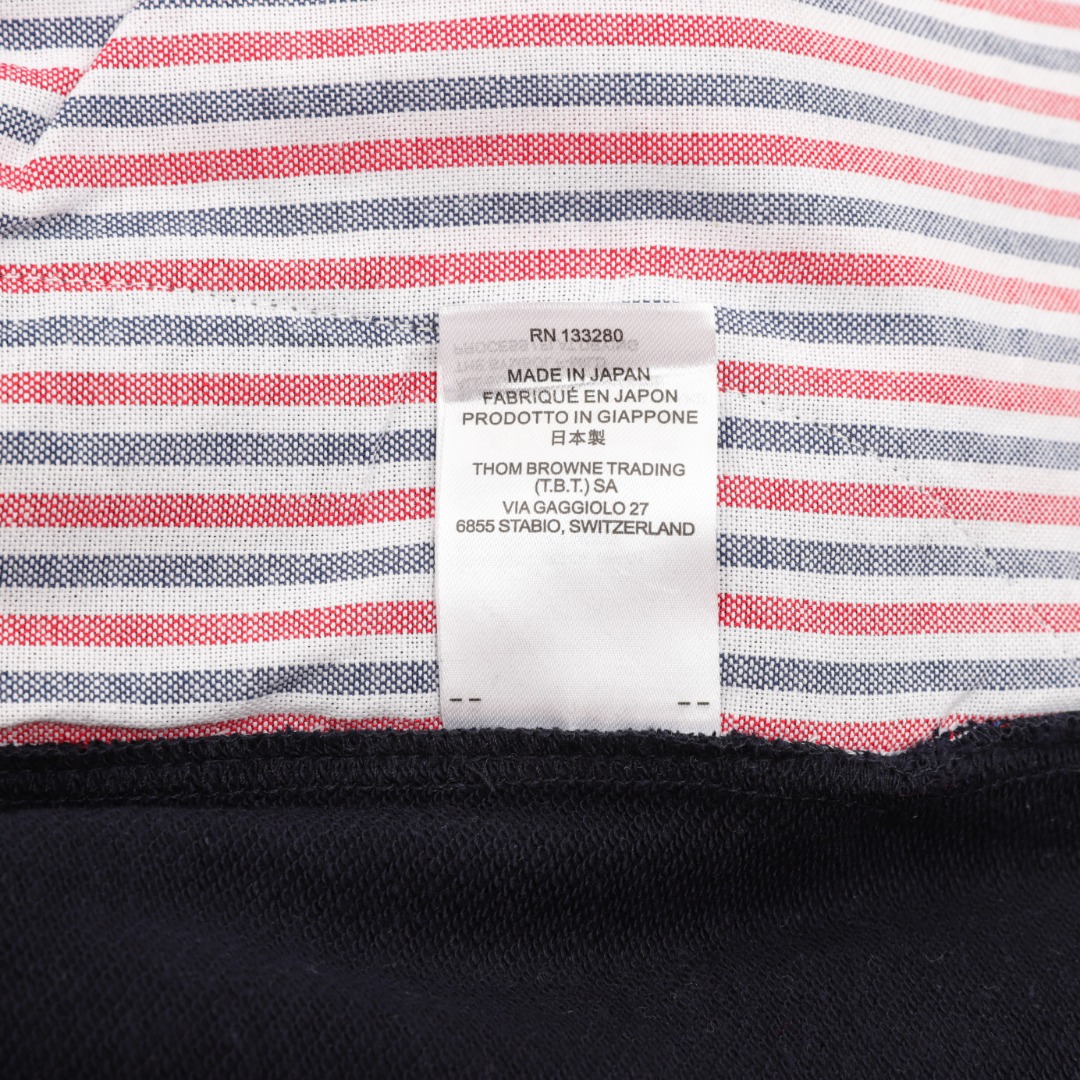 RN 133280
MADE IN JAPAN
FABRIQUÉ EN JAPON
PRODOTTO IN GIAPPONE
日本製
THOM BROWNE TRADING
(T.B.T.) SA
VIA GAGGIOLO 27
6855 STABIO, SWITZERLAND